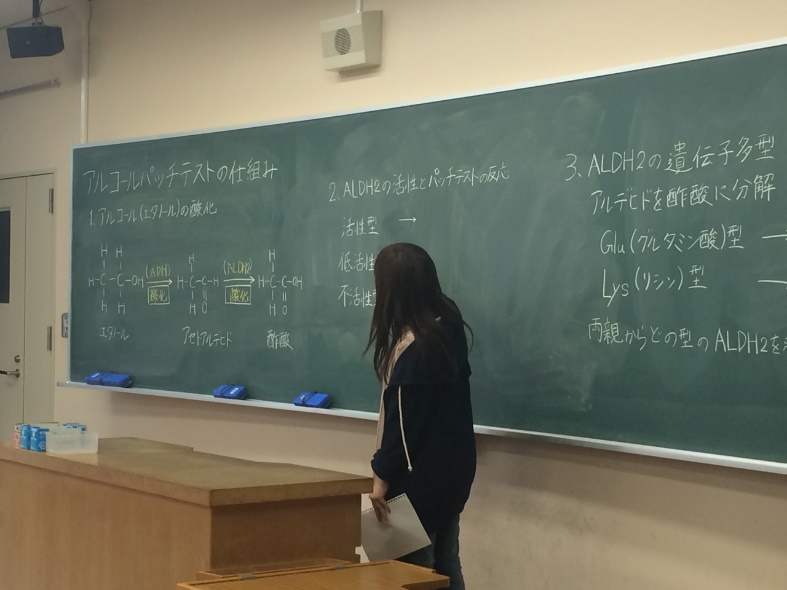 アルコールパッチテストの仕組み
1. アルコール(エタノール)の酸化
H H
H-C-C-OH (ADH) 酸化 H-C-C-H (ALDH2) 酸化 H-C-C-OH
H H
エタノール アセトアルデヒド 酢酸
2. ALDH2の活性とパッチテストの反応
活性型 →
低活性
不活性型
3. ALDH2の遺伝子多型
アルデヒドを酢酸に分解
Glu(グルタミン酸)型 —
Lys(リシン)型 —
両親からどの型のALDH2を